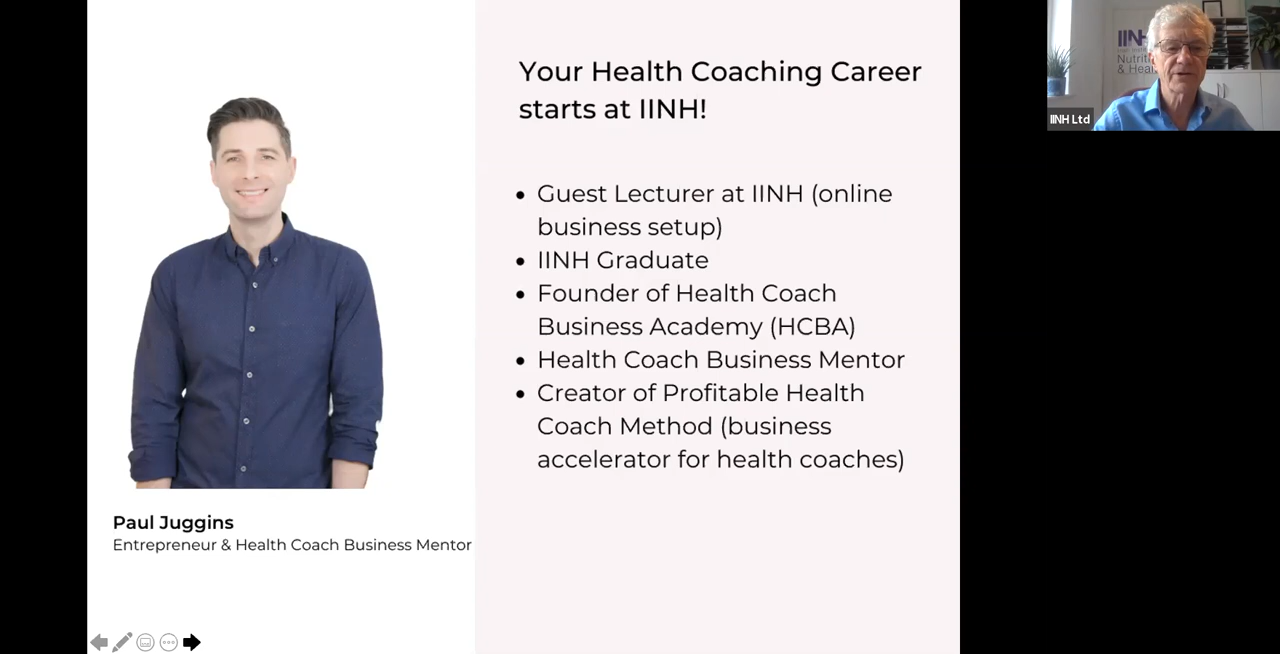 Your Health Coaching Career
starts at IINH!
Guest Lecturer at IINH (online
business setup)
IINH Graduate
Founder of Health Coach
Business Academy (HCBA)
Health Coach Business Mentor
Creator of Profitable Health
Coach Method (business
accelerator for health coaches)
Paul Juggins
Entrepreneur & Health Coach Business Mentor
IINH
& Heal
IINH Ltd